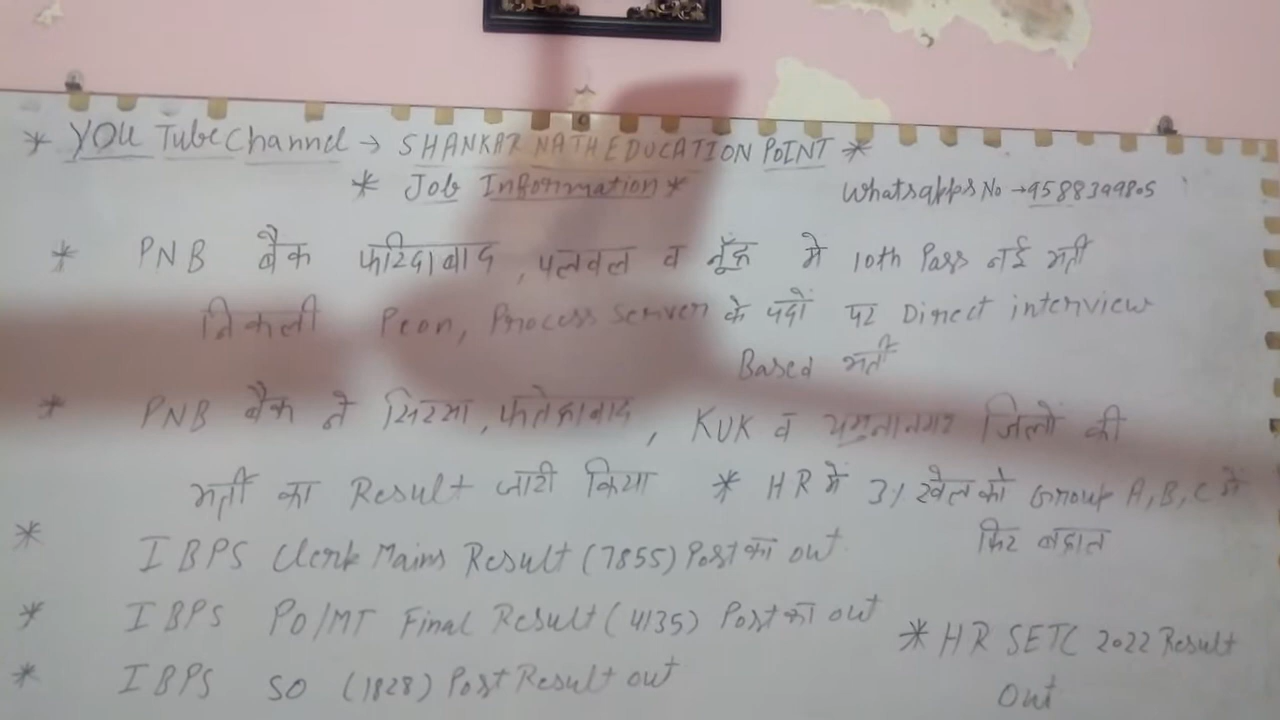 * YOU Tube Channel → SHANKAR NATH EDUCATION POINT *
* Job Information *
Whatsapps No → 9588399805
* PNB बैंक फरिदाबाद, पलवल व नूँह मे 10th Pass नई भर्ती
निकली Peon, Process Server के पदों पर Direct interview
Based भर्ती
* PNB बैंक ने सिरसा, फतेहाबाद, KUK व यमुनानगर जिलों की
भर्ती का Result जारी किया
* HR में 3% खेल को Group A, B, C में
फिर बहाल
* IBPS Clerk Mains Result (7855) Post का out
* IBPS PO/MT Final Result (4135) Post का out
* IBPS SO (1828) Post Result out
* HR SETC 2022 Result
Out